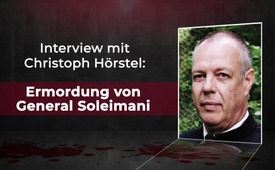 Interview mit
Christoph Hörstel:
Ermordung von
General Soleimani